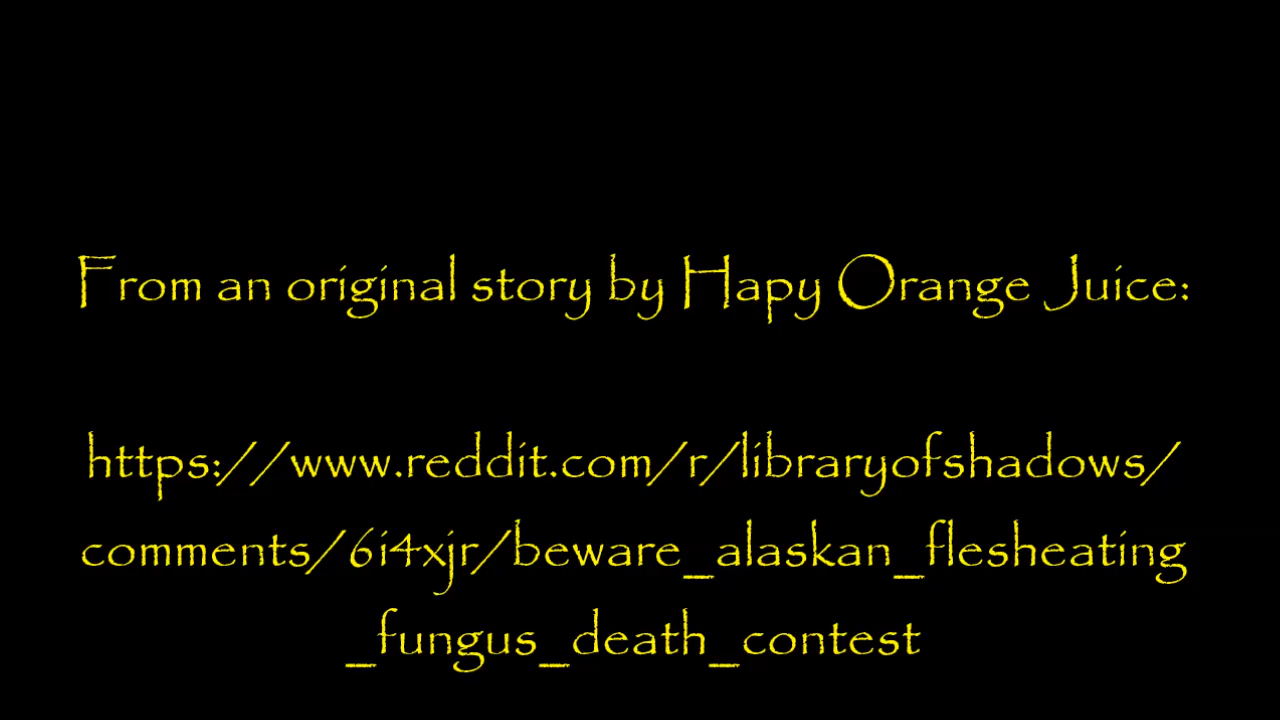 From an original story by Hapy Orange Juice:
https://www.reddit.com/r/libraryofshadows/
comments/6i4xjr/beware_alaskan_flesheating
_fungus_death_contest